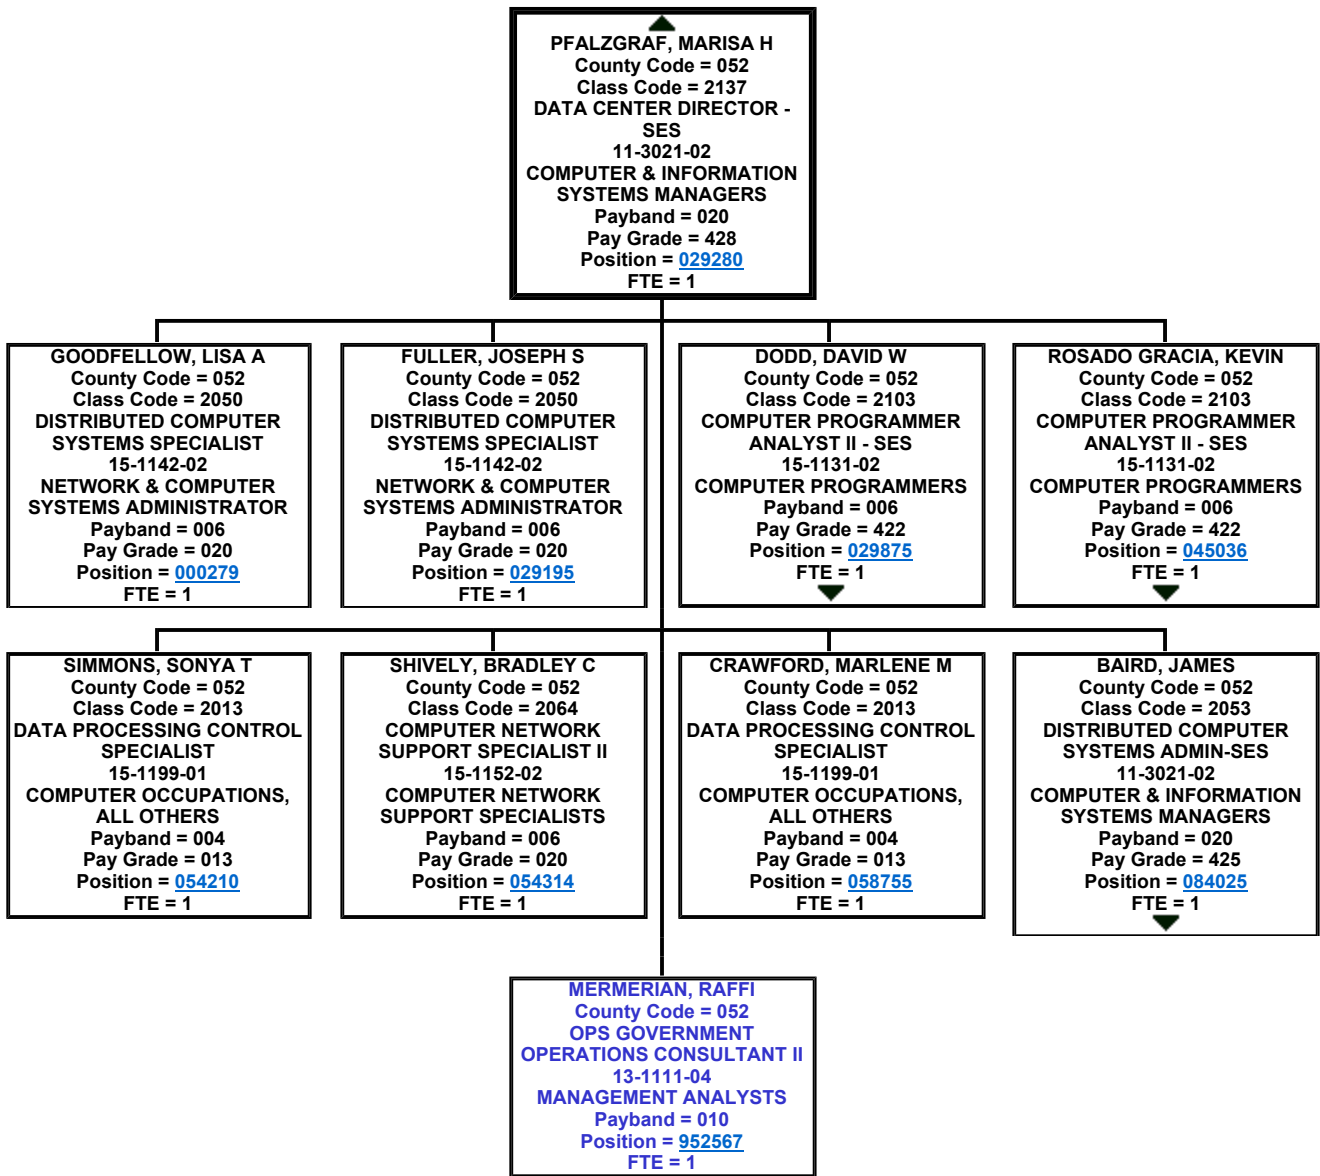 PFALZGRAF, MARISA H
County Code = 052
Class Code = 2137
DATA CENTER DIRECTOR -
SES
11-3021-02
COMPUTER & INFORMATION
SYSTEMS MANAGERS
Payband = 020
Pay Grade = 428
Position = 029280
FTE = 1
GOODFELLOW, LISA A
County Code = 052
Class Code = 2050
DISTRIBUTED COMPUTER
SYSTEMS SPECIALIST
15-1142-02
NETWORK & COMPUTER
SYSTEMS ADMINISTRATOR
Payband = 006
Pay Grade = 020
Position = 000279
FTE = 1
FULLER, JOSEPH S
County Code = 052
Class Code = 2050
DISTRIBUTED COMPUTER
SYSTEMS SPECIALIST
15-1142-02
NETWORK & COMPUTER
SYSTEMS ADMINISTRATOR
Payband = 006
Pay Grade = 020
Position = 029195
FTE = 1
DODD, DAVID W
County Code = 052
Class Code = 2103
COMPUTER PROGRAMMER
ANALYST II - SES
15-1131-02
COMPUTER PROGRAMMERS
Payband = 006
Pay Grade = 422
Position = 029875
FTE = 1
ROSADO GRACIA, KEVIN
County Code = 052
Class Code = 2103
COMPUTER PROGRAMMER
ANALYST II - SES
15-1131-02
COMPUTER PROGRAMMERS
Payband = 006
Pay Grade = 422
Position = 045036
FTE = 1
SIMMONS, SONYA T
County Code = 052
Class Code = 2013
DATA PROCESSING CONTROL
SPECIALIST
15-1199-01
COMPUTER OCCUPATIONS,
ALL OTHERS
Payband = 004
Pay Grade = 013
Position = 054210
FTE = 1
SHIVELY, BRADLEY C
County Code = 052
Class Code = 2064
COMPUTER NETWORK
SUPPORT SPECIALIST II
15-1152-02
COMPUTER NETWORK
SUPPORT SPECIALISTS
Payband = 006
Pay Grade = 020
Position = 054314
FTE = 1
CRAWFORD, MARLENE M
County Code = 052
Class Code = 2013
DATA PROCESSING CONTROL
SPECIALIST
15-1199-01
COMPUTER OCCUPATIONS,
ALL OTHERS
Payband = 004
Pay Grade = 013
Position = 058755
FTE = 1
BAIRD, JAMES
County Code = 052
Class Code = 2053
DISTRIBUTED COMPUTER
SYSTEMS ADMIN-SES
11-3021-02
COMPUTER & INFORMATION
SYSTEMS MANAGERS
Payband = 020
Pay Grade = 425
Position = 084025
FTE = 1
MERMERIAN, RAFFI
County Code = 052
OPS GOVERNMENT
OPERATIONS CONSULTANT II
13-1111-04
MANAGEMENT ANALYSTS
Payband = 010
Position = 952567
FTE = 1